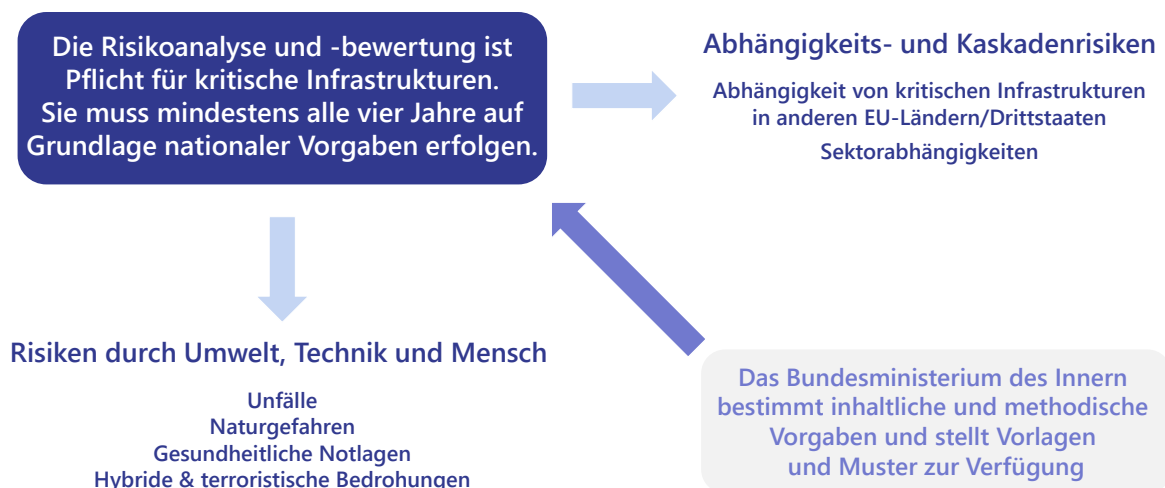 Die Risikoanalyse und -bewertung ist
Pflicht für kritische Infrastrukturen.
Sie muss mindestens alle vier Jahre auf
Grundlage nationaler Vorgaben erfolgen.
Abhängigkeits- und Kaskadenrisiken
Abhängigkeit von kritischen Infrastrukturen
in anderen EU-Ländern/Drittstaaten
Sektorabhängigkeiten
Risiken durch Umwelt, Technik und Mensch
Unfälle
Naturgefahren
Gesundheitliche Notlagen
Hybride & terroristische Bedrohungen
Das Bundesministerium des Innern
bestimmt inhaltliche und methodische
Vorgaben und stellt Vorlagen
und Muster zur Verfügung